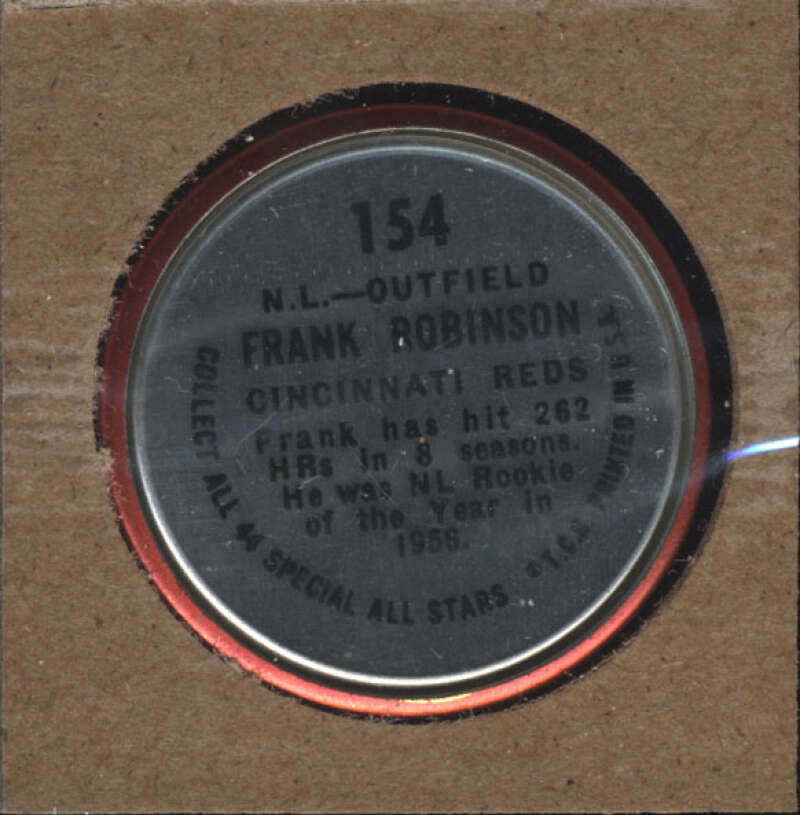 154
N.L.—OUTFIELD
FRANK ROBINSON
CINCINNATI REDS
Frank has hit 262
HRs in 8 seasons.
He was NL Rookie
of the Year in
1956.
COLLECT ALL 44 SPECIAL ALL STARS ©T.C.G. PRINTED IN U.S.A.